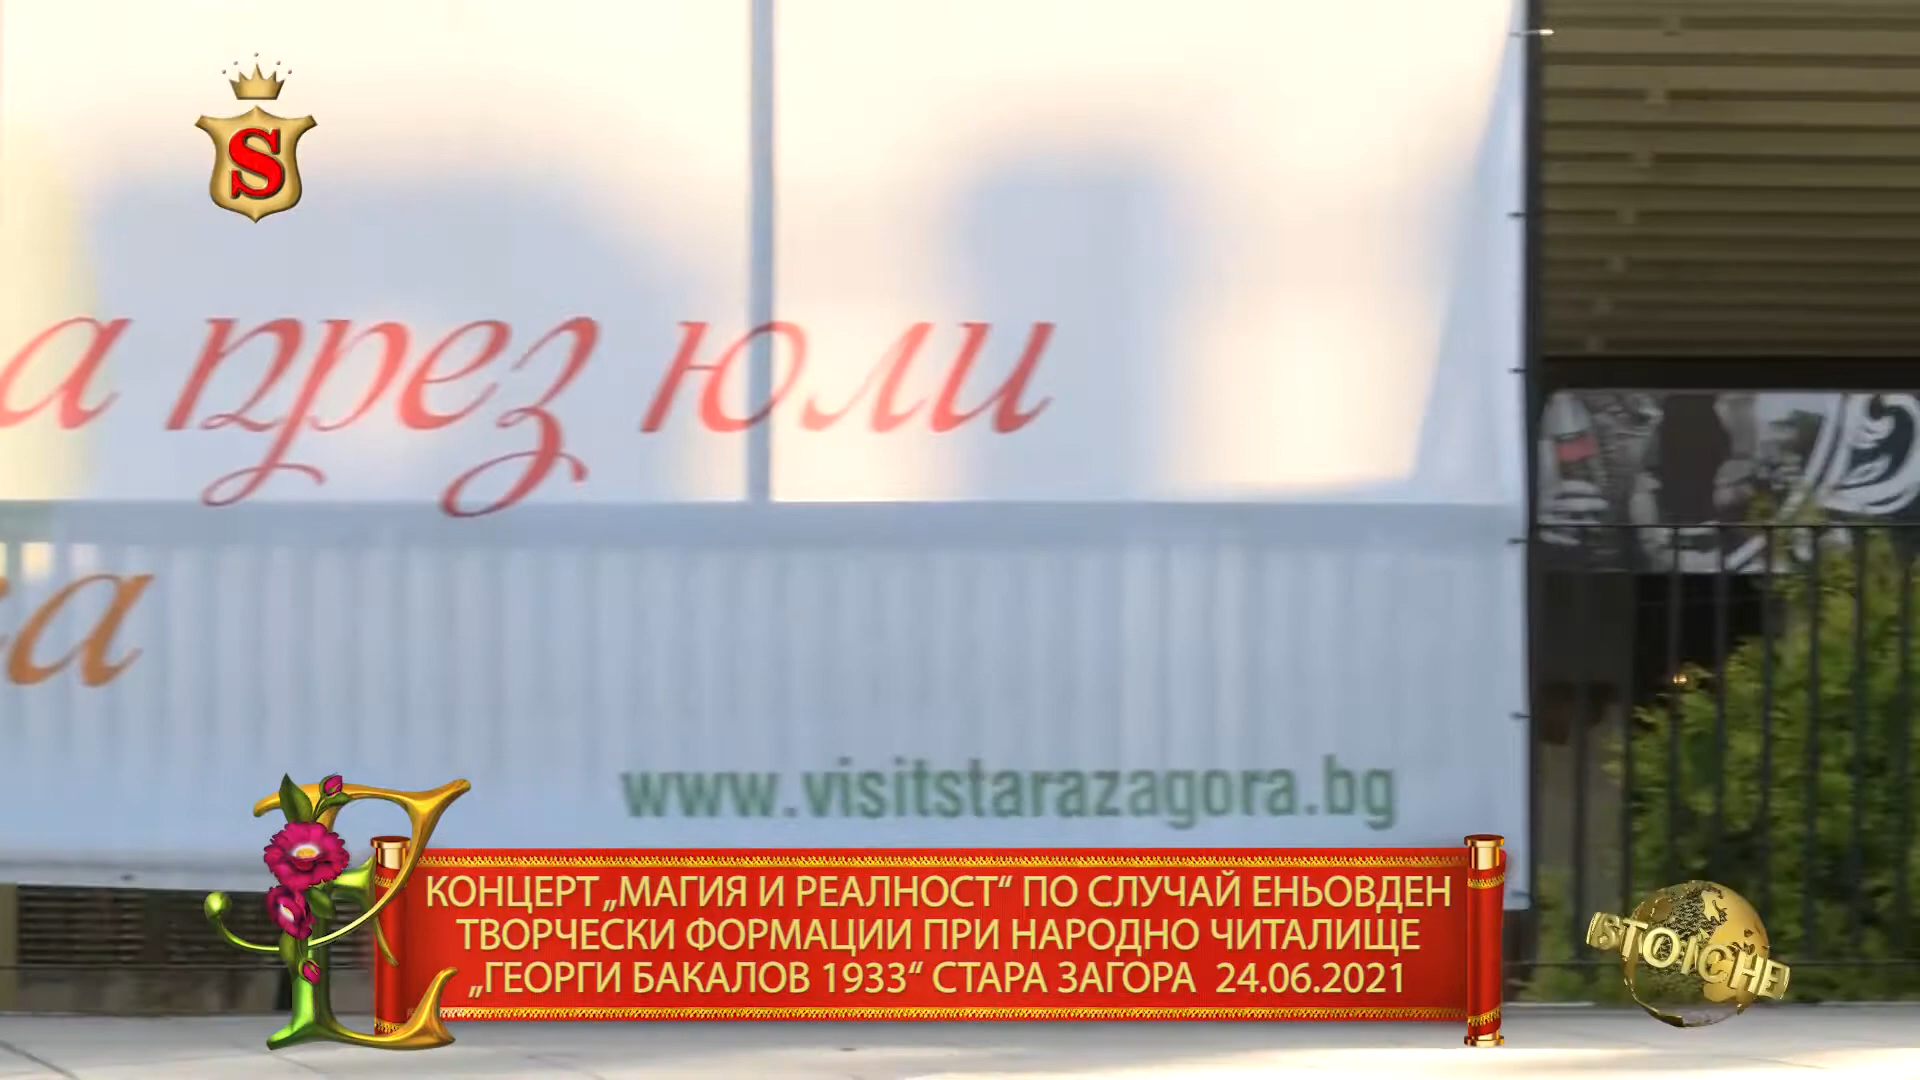 S
а през юли
а
www.visitstarazagora.bg
КОНЦЕРТ „МАГИЯ И РЕАЛНОСТ“ ПО СЛУЧАЙ ЕНЬОВДЕН
ТВОРЧЕСКИ ФОРМАЦИИ ПРИ НАРОДНО ЧИТАЛИЩЕ
„ГЕОРГИ БАКАЛОВ 1933“ СТАРА ЗАГОРА 24.06.2021